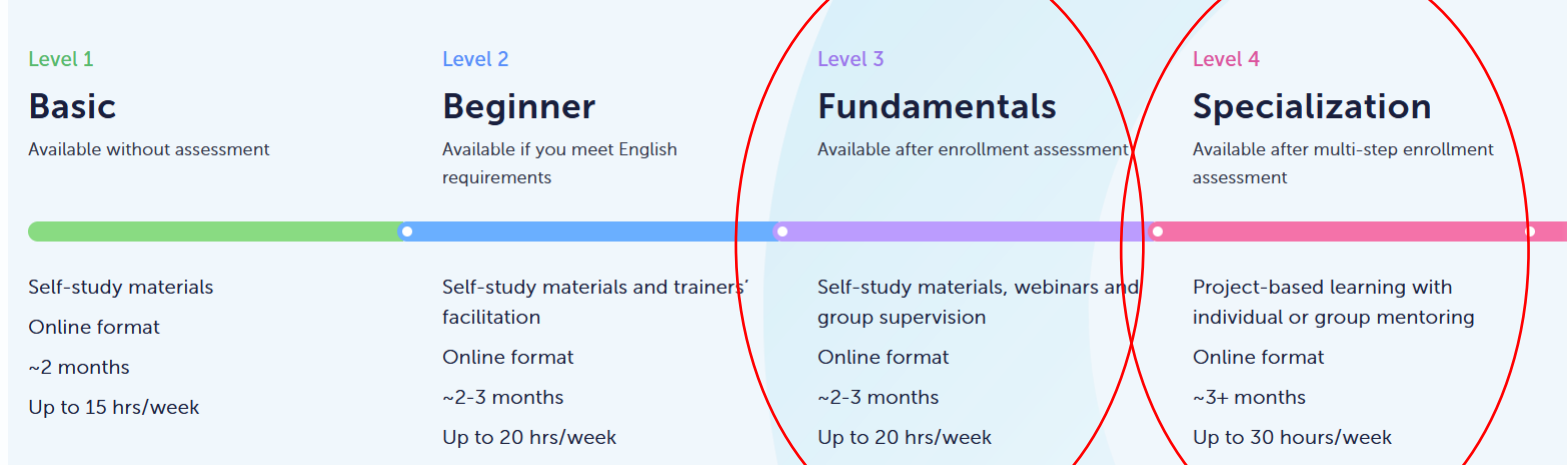 Level 1
Basic
Available without assessment
Self-study materials
Online format
~2 months
Up to 15 hrs/week
Level 2
Beginner
Available if you meet English
requirements
Self-study materials and trainers’
facilitation
Online format
~2-3 months
Up to 20 hrs/week
Level 3
Fundamentals
Available after enrollment assessment
Self-study materials, webinars and
group supervision
Online format
~2-3 months
Up to 20 hrs/week
Level 4
Specialization
Available after multi-step enrollment
assessment
Project-based learning with
individual or group mentoring
Online format
~3+ months
Up to 30 hours/week